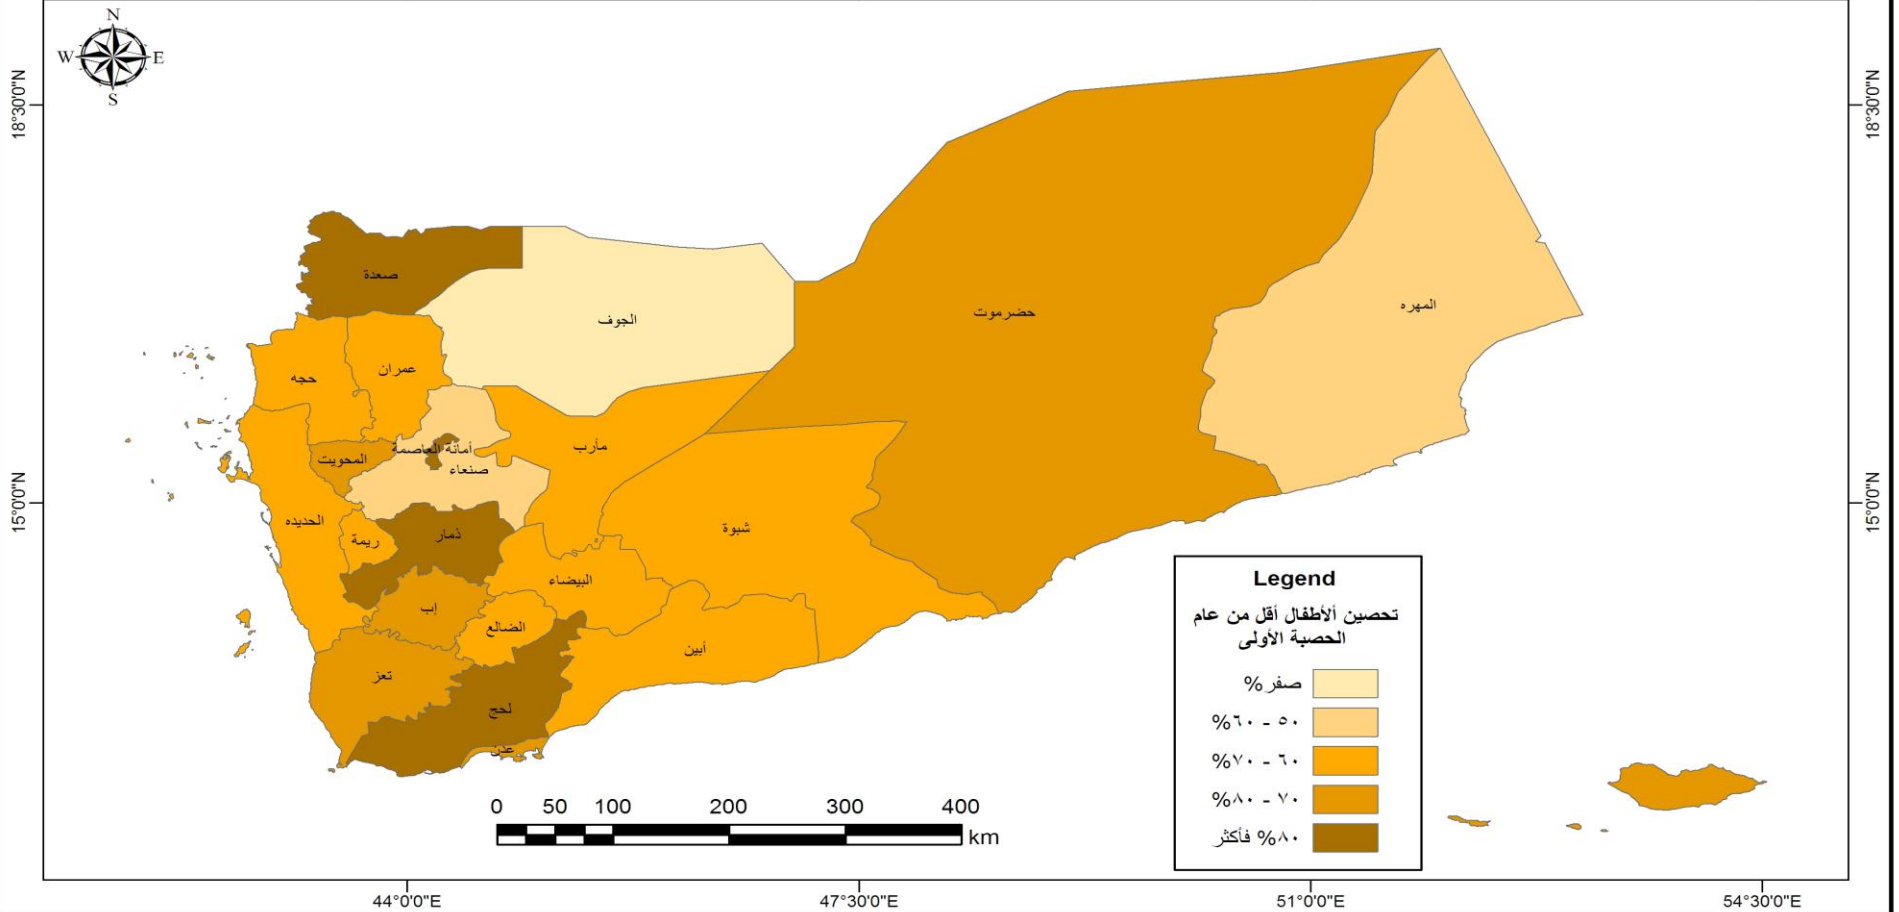 N
W E
S
18°30'0"N
18°30'0"N
صعدة
الجوف
حضرموت
المهره
حجه
عمران
أمانة العاصمة
مأرب
المحويت
صنعاء
15°0'0"N
15°0'0"N
الحديده
ريمة
ذمار
شبوة
البيضاء
إب
الضالع
أبين
تعز
لحج
عدن
Legend
تحصين ألأطفال أقل من عام
الحصبة الأولى
صفر%
٥٠ - ٦٠%
٦٠ - ٧٠%
٧٠ - ٨٠%
٨٠% فأكثر
0 50 100 200 300 400
km
44°0'0"E 47°30'0"E 51°0'0"E 54°30'0"E